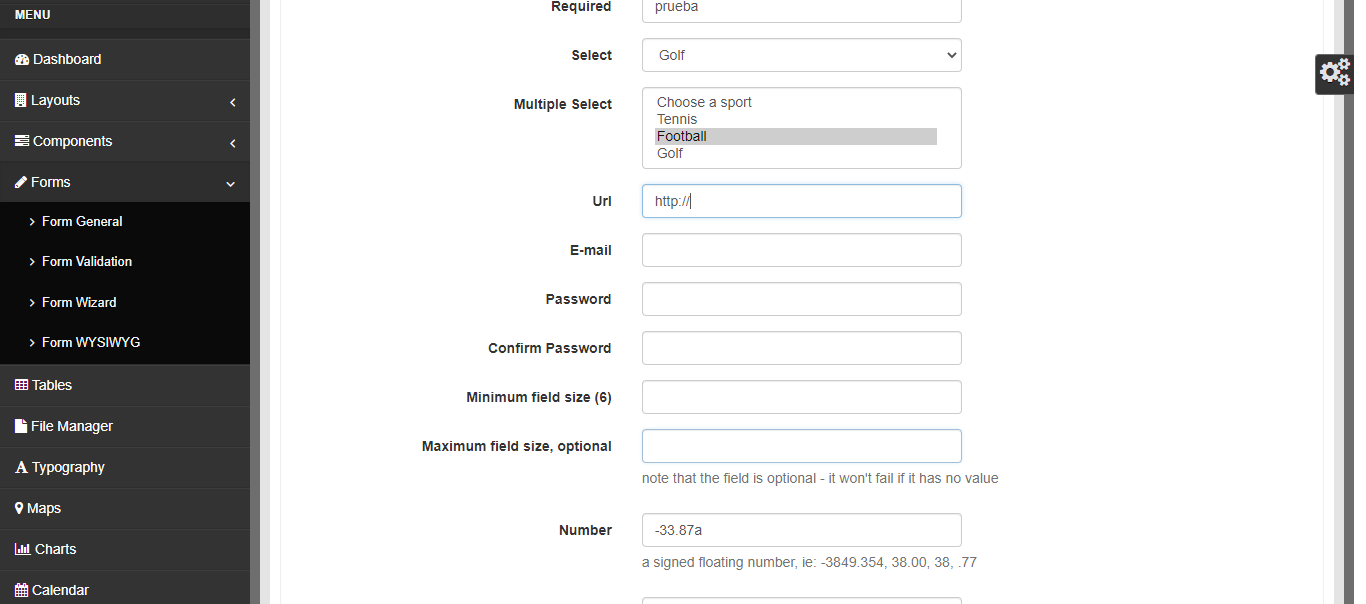 MENU
Dashboard
Layouts
Components
Forms
Form General
Form Validation
Form Wizard
Form WYSIWYG
Tables
File Manager
Typography
Maps
Charts
Calendar
Required prueba
Select Golf
Multiple Select Choose a sport
Tennis
Football
Golf
Url http://
E-mail
Password
Confirm Password
Minimum field size (6)
Maximum field size, optional
note that the field is optional - it won't fail if it has no value
Number -33.87a
a signed floating number, ie: -3849.354, 38.00, 38, .77